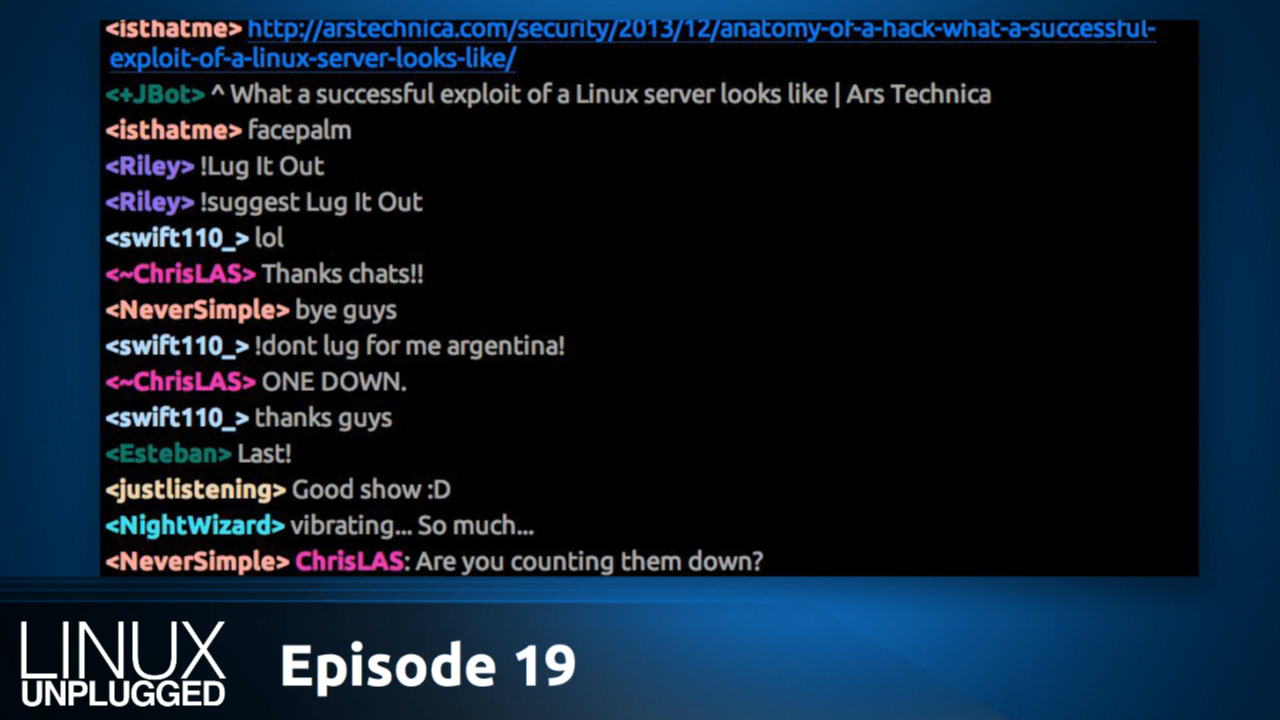 <isthatme> http://arstechnica.com/security/2013/12/anatomy-of-a-hack-what-a-successful-
exploit-of-a-linux-server-looks-like/
<+JBot> ^ What a successful exploit of a Linux server looks like | Ars Technica
<isthatme> facepalm
<Riley> !Lug It Out
<Riley> !suggest Lug It Out
<swift110_> lol
<~ChrisLAS> Thanks chats!!
<NeverSimple> bye guys
<swift110_> !dont lug for me argentina!
<~ChrisLAS> ONE DOWN.
<swift110_> thanks guys
<Esteban> Last!
<justlistening> Good show :D
<NightWizard> vibrating... So much...
<NeverSimple> ChrisLAS: Are you counting them down?
LINUX
UNPLUGGED
Episode 19